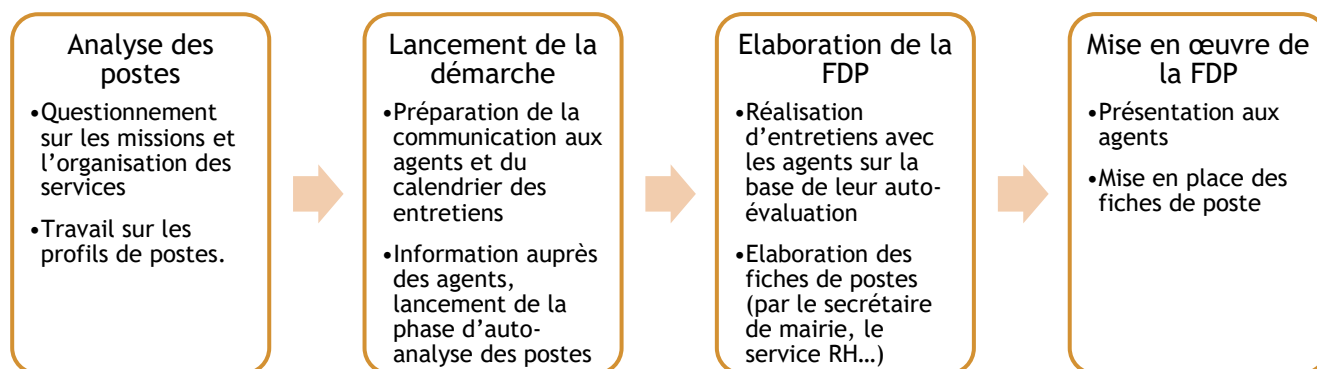 Analyse des
postes
•Questionnement
sur les missions et
l'organisation des
services
•Travail sur les
profils de postes.
Lancement de la
démarche
•Préparation de la
communication aux
agents et du
calendrier des
entretiens
•Information auprès
des agents,
lancement de la
phase d'auto-
analyse des postes
Elaboration de la
FDP
•Réalisation
d'entretiens avec
les agents sur la
base de leur auto-
évaluation
•Elaboration des
fiches de postes
(par le secrétaire
de mairie, le
service RH…)
Mise en œuvre de
la FDP
•Présentation aux
agents
•Mise en place des
fiches de poste